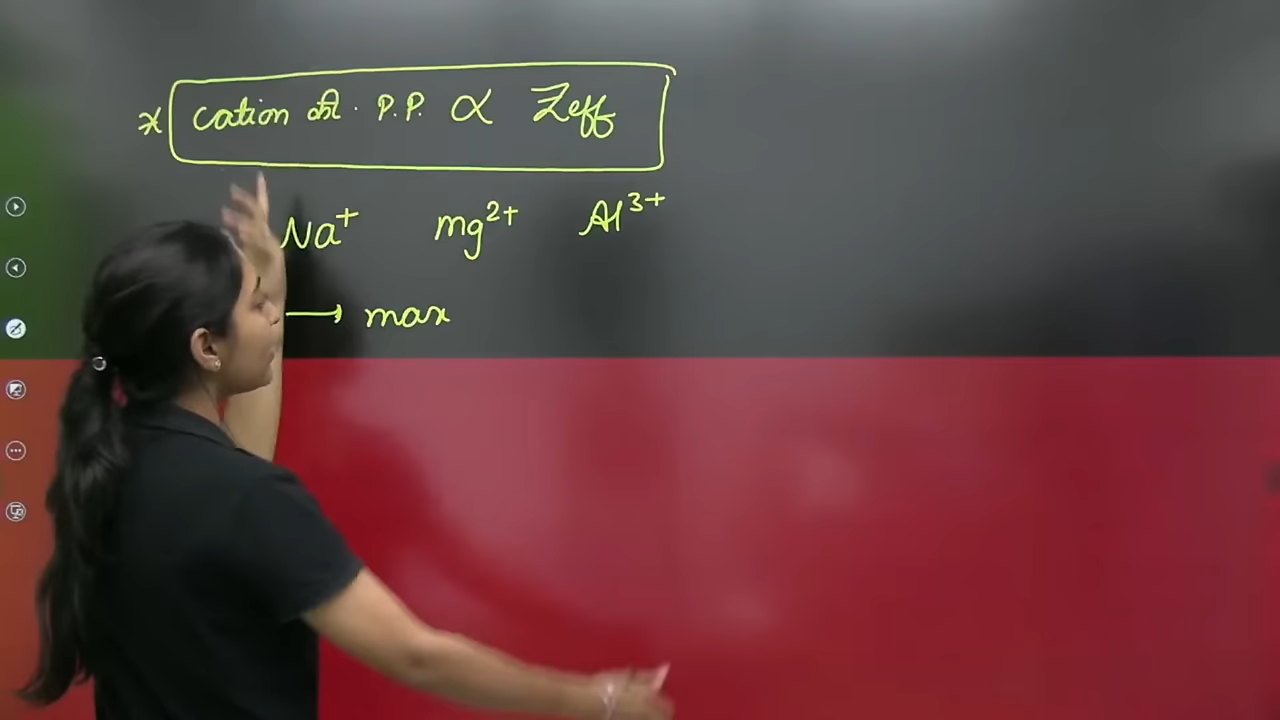 * cation की P.P. ∝ Zeff
Na⁺ mg²⁺ Al³⁺
→ max